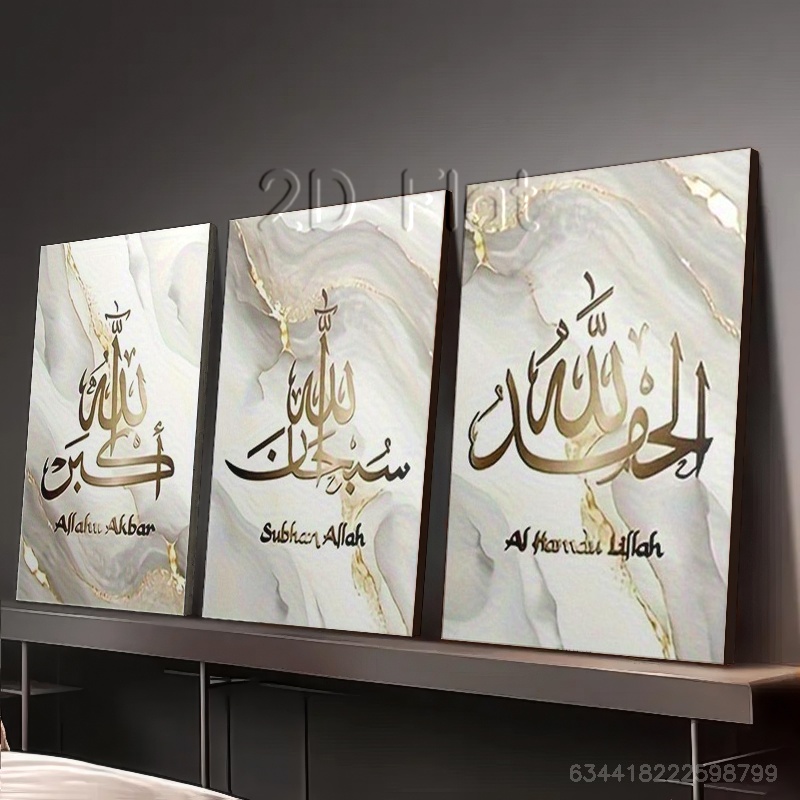 2D Flat
الله أكبر
Allahu Akbar
سبحان الله
Subhan Allah
الحمد لله
Al Hamdu Lillah
634418222598799